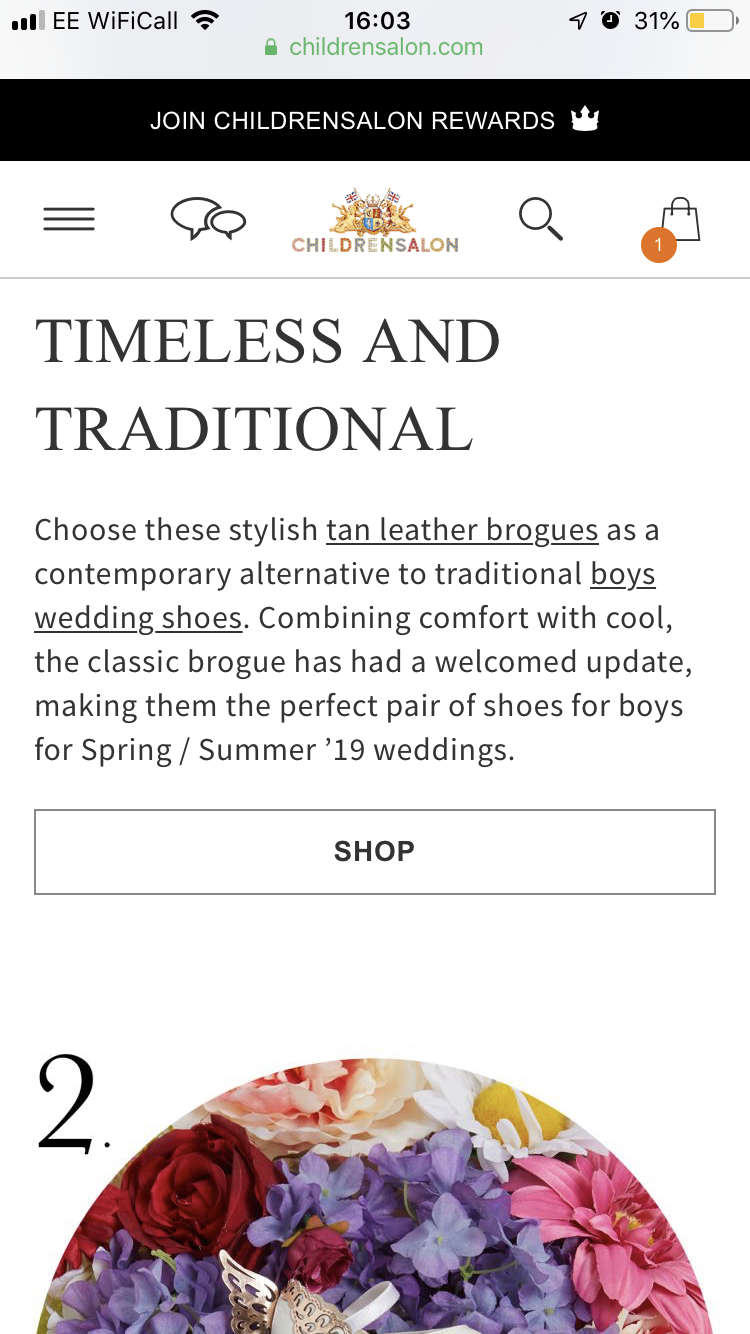 EE WiFiCall 16:03 31%
childrensalon.com
JOIN CHILDRENSALON REWARDS
CHILDRENSALON
1
TIMELESS AND
TRADITIONAL
Choose these stylish tan leather brogues as a
contemporary alternative to traditional boys
wedding shoes. Combining comfort with cool,
the classic brogue has had a welcomed update,
making them the perfect pair of shoes for boys
for Spring / Summer ’19 weddings.
SHOP
2.